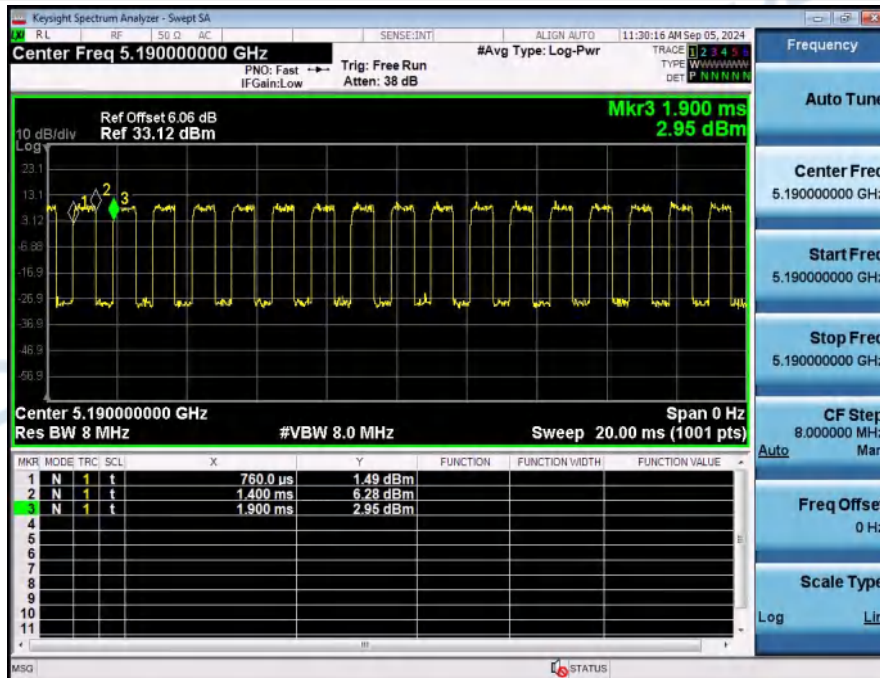 Keysight Spectrum Analyzer - Swept SA
LXI RL RF 50 Ω AC SENSE:INT ALIGN AUTO 11:30:16 AM Sep 05, 2024
Center Freq 5.190000000 GHz #Avg Type: Log-Pwr TRACE 1 2 3 4 5 6
PNO: Fast Trig: Free Run TYPE WWWWWW
IFGain:Low Atten: 38 dB DET P N N N N N
Ref Offset 6.06 dB Mkr3 1.900 ms
10 dB/div Ref 33.12 dBm 2.95 dBm
Log
23.1
13.1
3.12
-6.88
-16.9
-26.9
-36.9
-46.9
-56.9
1 2 3
Center 5.190000000 GHz Span 0 Hz
Res BW 8 MHz #VBW 8.0 MHz Sweep 20.00 ms (1001 pts)
MKR MODE TRC SCL X Y FUNCTION FUNCTION WIDTH FUNCTION VALUE
1 N 1 t 760.0 µs 1.49 dBm
2 N 1 t 1.400 ms 6.28 dBm
3 N 1 t 1.900 ms 2.95 dBm
4
5
6
7
8
9
10
11
MSG STATUS
Frequency
Auto Tune
Center Freq
5.190000000 GHz
Start Freq
5.190000000 GHz
Stop Freq
5.190000000 GHz
CF Step
8.000000 MHz
Auto Man
Freq Offset
0 Hz
Scale Type
Log Lin